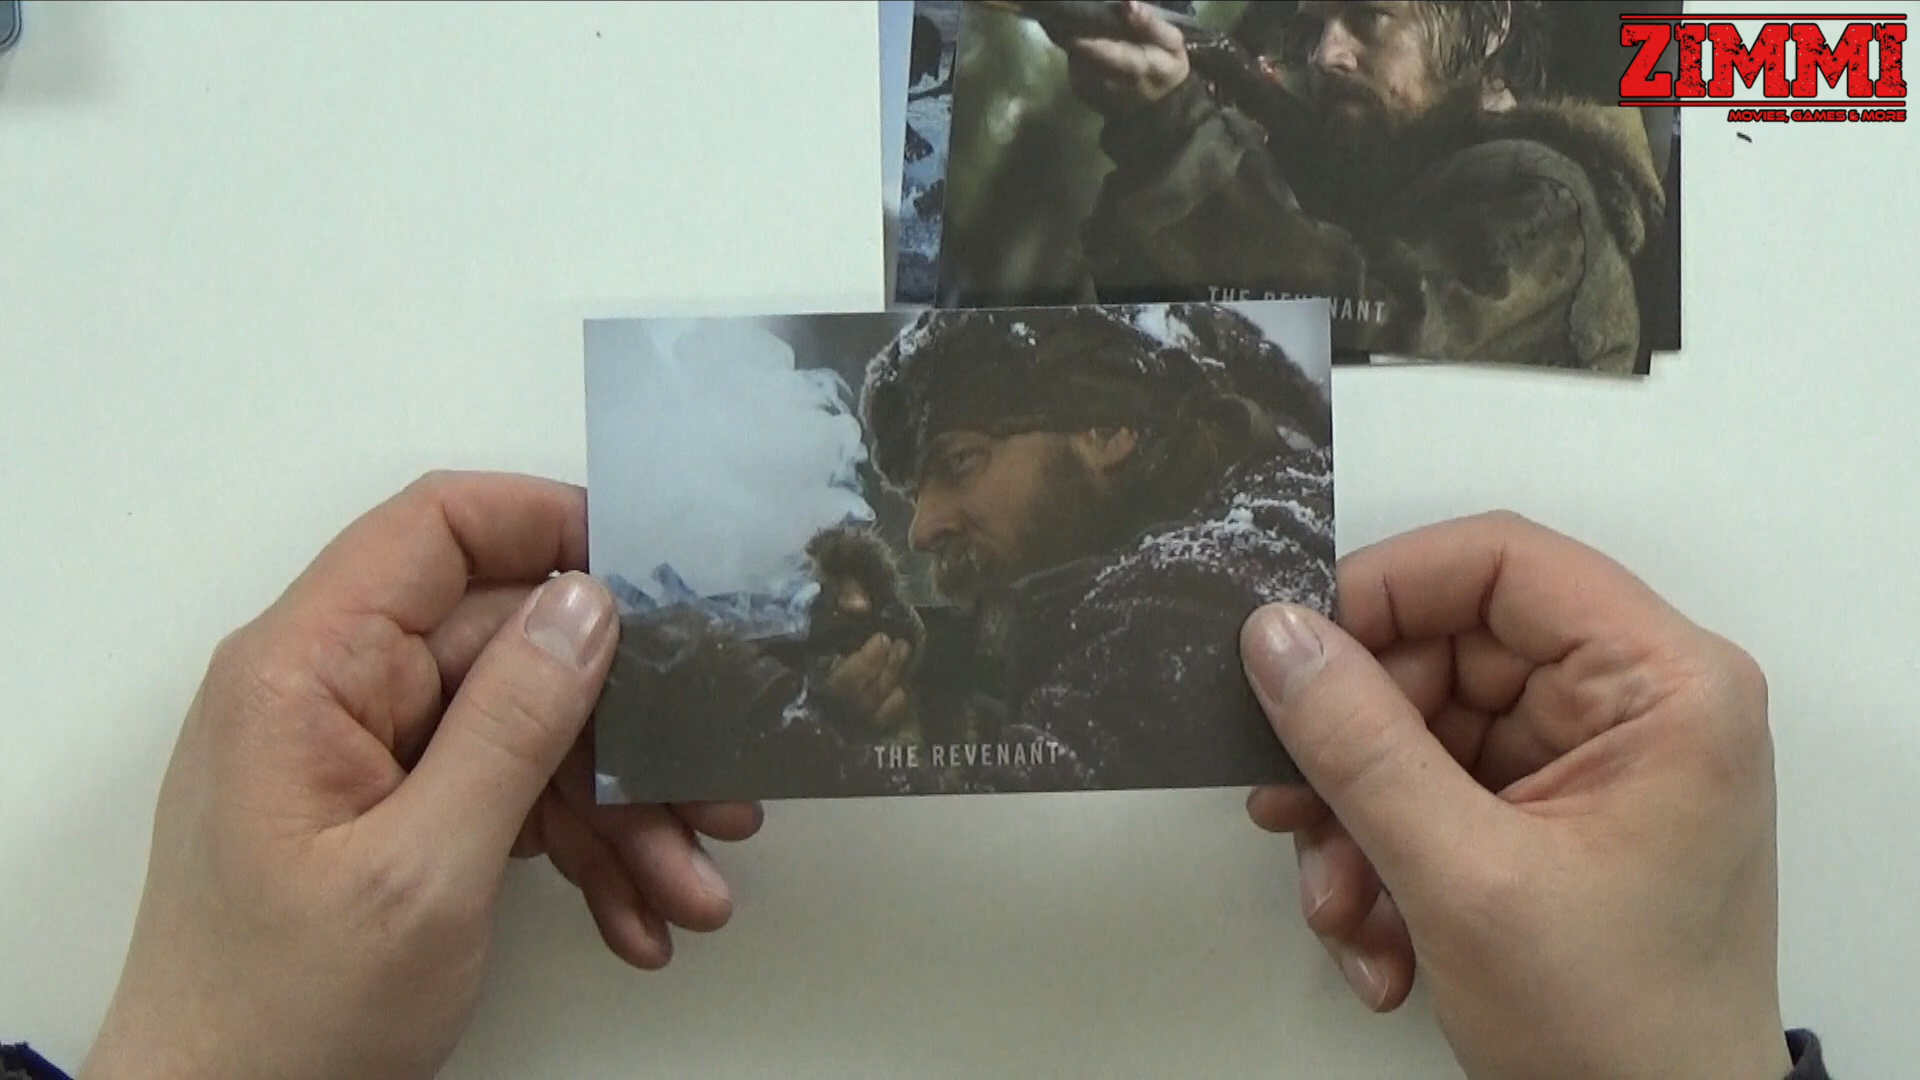 ZIMMI
MOVIES, GAMES & MORE
THE REVENANT
THE REVENANT